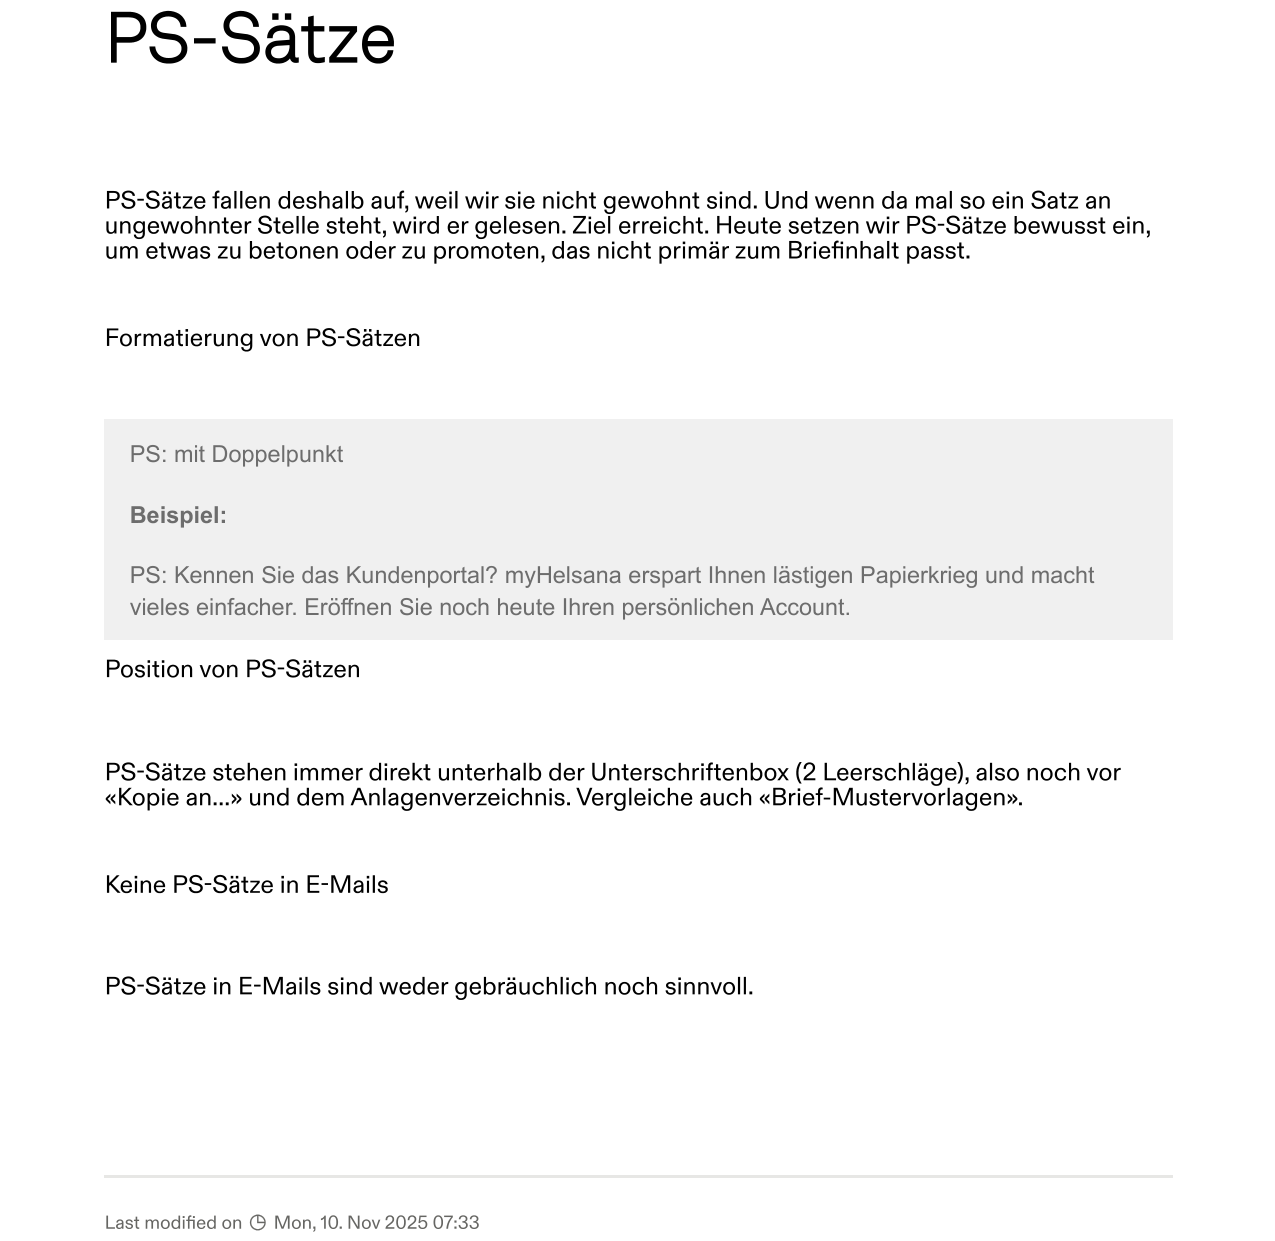 PS-Sätze
PS-Sätze fallen deshalb auf, weil wir sie nicht gewohnt sind. Und wenn da mal so ein Satz an
ungewohnter Stelle steht, wird er gelesen. Ziel erreicht. Heute setzen wir PS-Sätze bewusst ein,
um etwas zu betonen oder zu promoten, das nicht primär zum Briefinhalt passt.
Formatierung von PS-Sätzen
PS: mit Doppelpunkt
Beispiel:
PS: Kennen Sie das Kundenportal? myHelsana erspart Ihnen lästigen Papierkrieg und macht
vieles einfacher. Eröffnen Sie noch heute Ihren persönlichen Account.
Position von PS-Sätzen
PS-Sätze stehen immer direkt unterhalb der Unterschriftenbox (2 Leerschläge), also noch vor
«Kopie an...» und dem Anlagenverzeichnis. Vergleiche auch «Brief-Mustervorlagen».
Keine PS-Sätze in E-Mails
PS-Sätze in E-Mails sind weder gebräuchlich noch sinnvoll.
Last modified on Mon, 10. Nov 2025 07:33